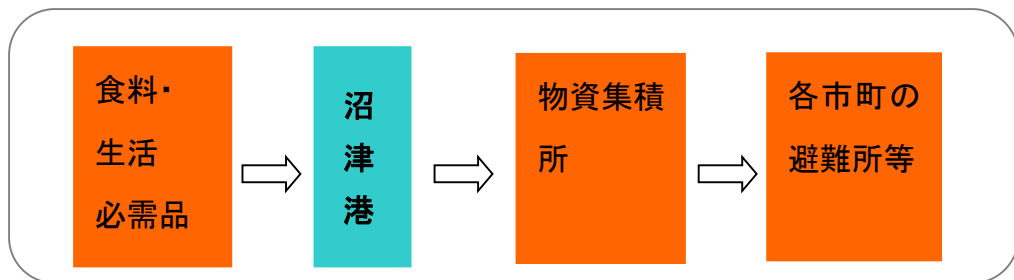 食料・
生活
必需品
沼
津
港
物資集積
所
各市町の
避難所等